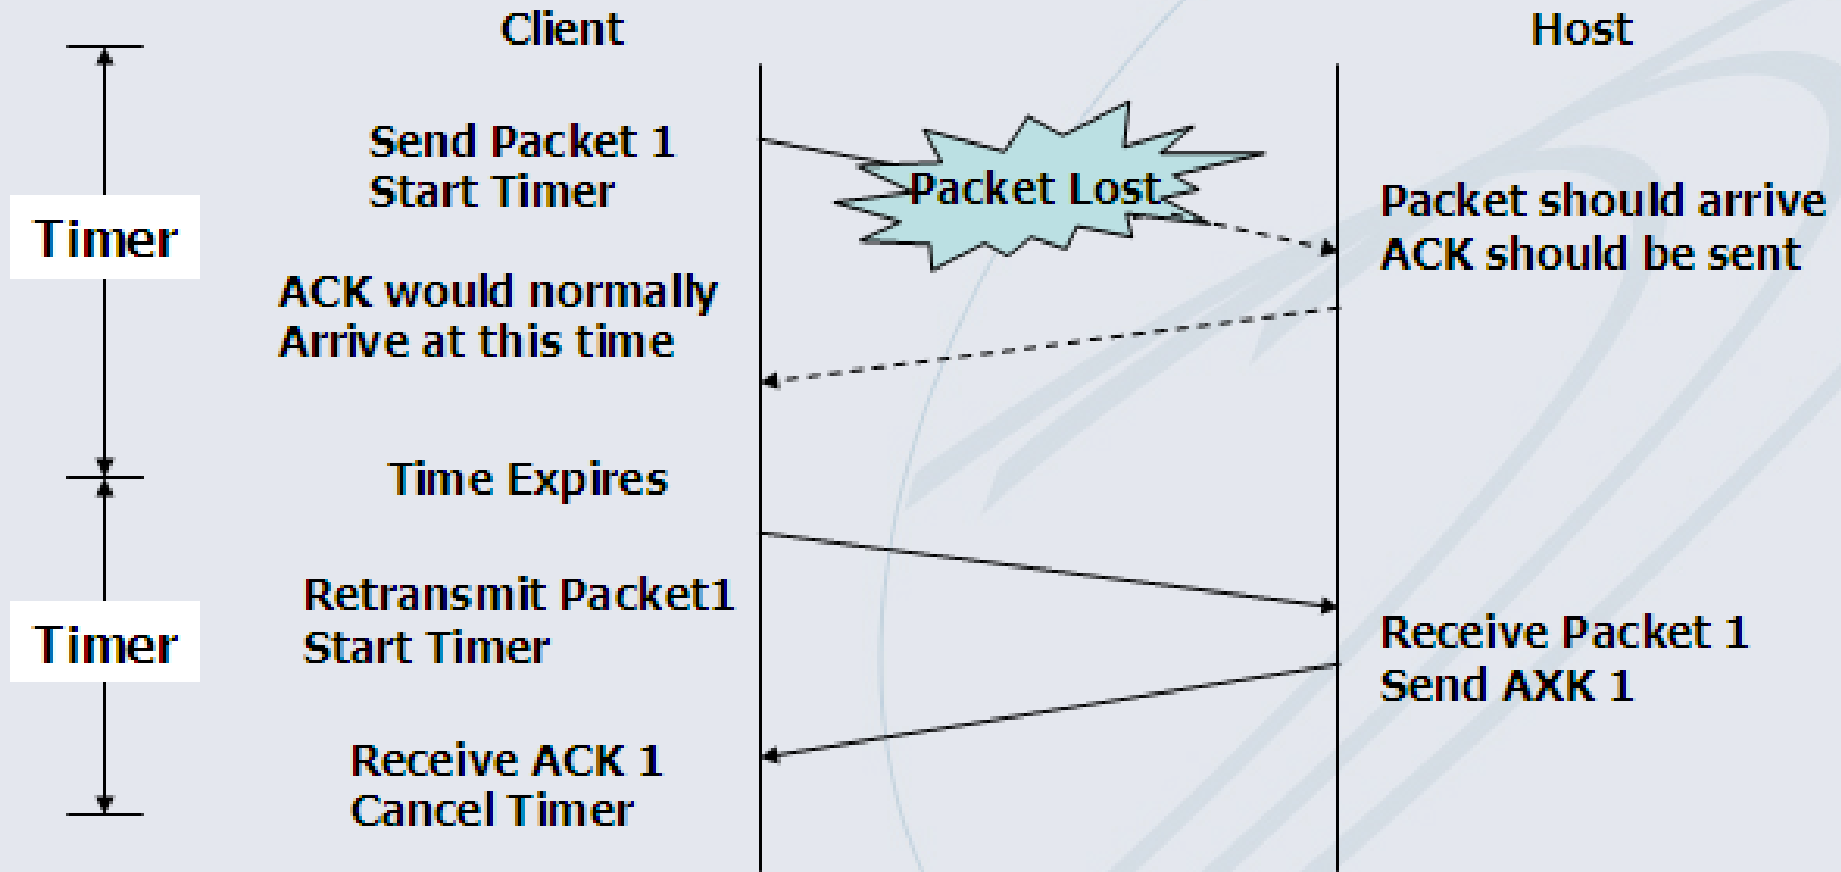 Client
Host
Send Packet 1
Start Timer
Packet Lost
Packet should arrive
ACK should be sent
Timer
ACK would normally
Arrive at this time
Time Expires
Retransmit Packet1
Start Timer
Timer
Receive Packet 1
Send AXK 1
Receive ACK 1
Cancel Timer